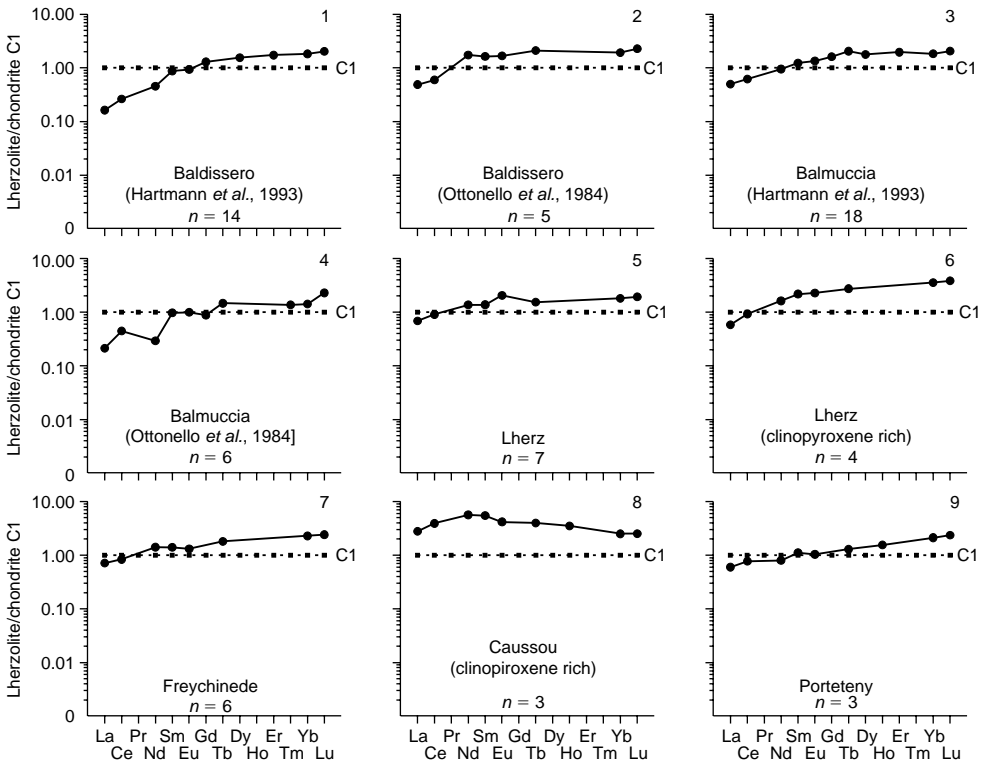 Lherzolite/chondrite C1
10.00
1.00
0.10
0.01
0
1
C1
Baldissero
(Hartmann et al., 1993)
n = 14
2
C1
Baldissero
(Ottonello et al., 1984)
n = 5
3
C1
Balmuccia
(Hartmann et al., 1993)
n = 18
Lherzolite/chondrite C1
10.00
1.00
0.10
0.01
0
4
C1
Balmuccia
(Ottonello et al., 1984]
n = 6
5
C1
Lherz
n = 7
6
C1
Lherz
(clinopyroxene rich)
n = 4
Lherzolite/chondrite C1
10.00
1.00
0.10
0.01
0
7
C1
Freychinede
n = 6
8
C1
Caussou
(clinopiroxene rich)
n = 3
9
C1
Porteteny
n = 3
La Pr Sm Gd Dy Er Yb
Ce Nd Eu Tb Ho Tm Lu
La Pr Sm Gd Dy Er Yb
Ce Nd Eu Tb Ho Tm Lu
La Pr Sm Gd Dy Er Yb
Ce Nd Eu Tb Ho Tm Lu